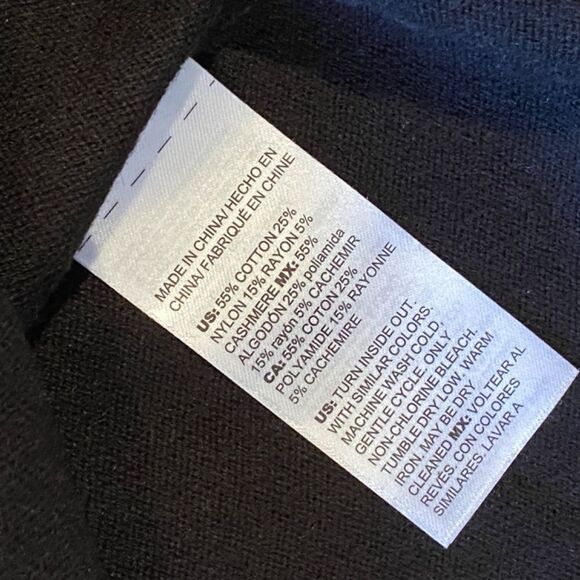 MADE IN CHINA/ HECHO EN
CHINA/ FABRIQUÉ EN CHINE
US: 55% COTTON 25%
NYLON 15% RAYON 5%
CASHMERE MX: 55%
ALGODÓN 25% poliamida
15% rayón 5% CACHEMIR
CA: 55% COTON 25%
POLYAMIDE 15% RAYONNE
5% CACHEMIRE
US: TURN INSIDE OUT.
WITH SIMILAR COLORS.
MACHINE WASH COLD
GENTLE CYCLE. ONLY
NON-CHLORINE BLEACH.
TUMBLE DRY LOW. WARM
IRON. MAY BE DRY
CLEANED MX: VOLTEAR AL
REVÉS. CON COLORES
SIMILARES. LAVAR A